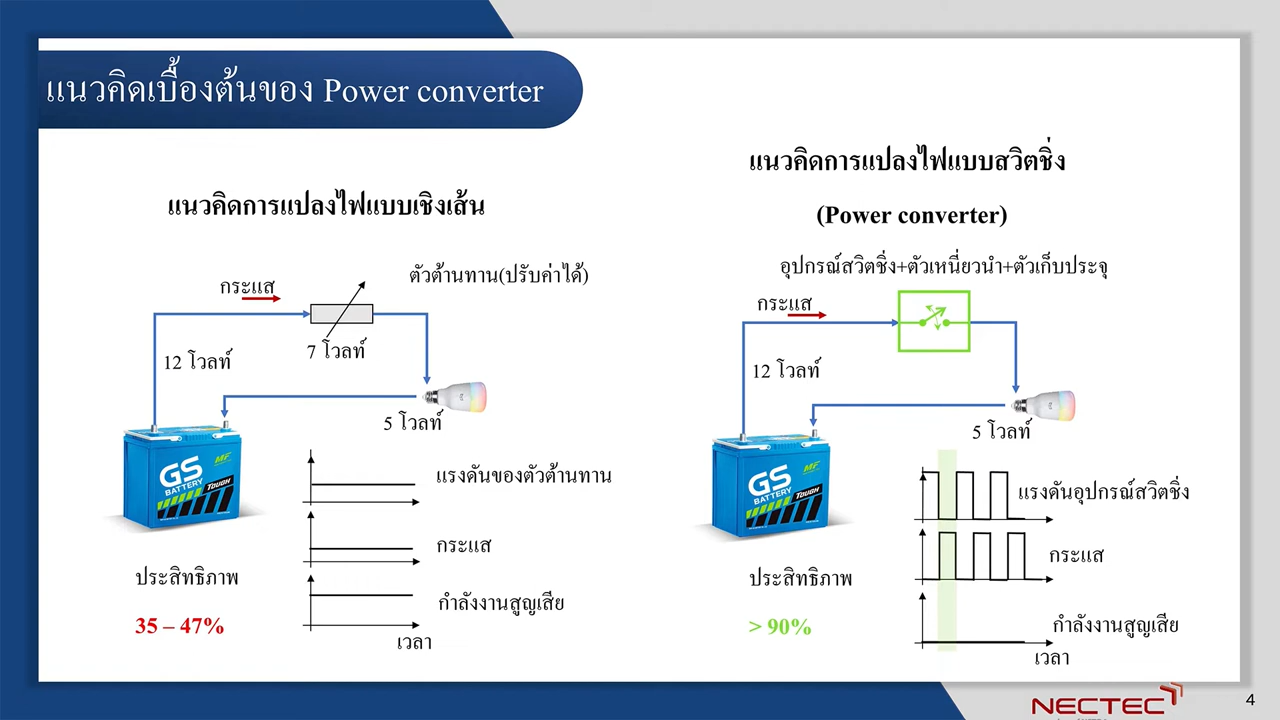 แนวคิดเบื้องต้นของ Power converter
แนวคิดการแปลงไฟแบบเชิงเส้น
ตัวต้านทาน(ปรับค่าได้)
กระแส
7 โวลท์
12 โวลท์
5 โวลท์
GS
BATTERY
MF
TOUGH
แรงดันของตัวต้านทาน
กระแส
กำลังงานสูญเสีย
เวลา
ประสิทธิภาพ
35 – 47%
แนวคิดการแปลงไฟแบบสวิตชิ่ง
(Power converter)
อุปกรณ์สวิตชิ่ง+ตัวเหนี่ยวนำ+ตัวเก็บประจุ
กระแส
12 โวลท์
5 โวลท์
GS
BATTERY
MF
TOUGH
แรงดันอุปกรณ์สวิตชิ่ง
กระแส
กำลังงานสูญเสีย
เวลา
ประสิทธิภาพ
> 90%
NECTEC
4